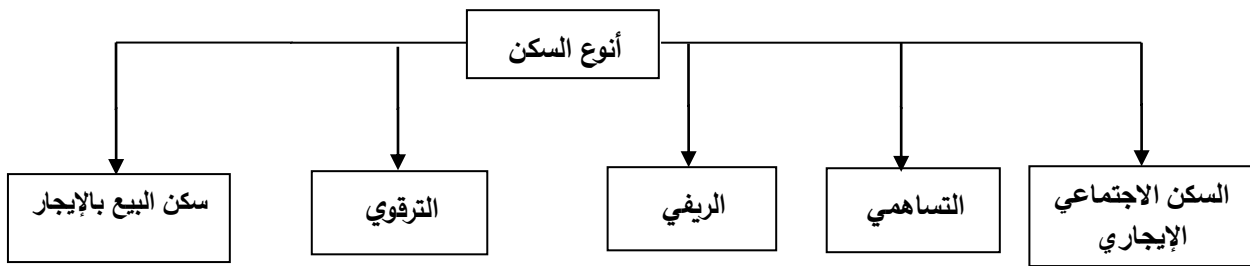 أنوع السكن
السكن الاجتماعي
الإيجاري
التساهمي
الريفي
الترقوي
سكن البيع بالإيجار